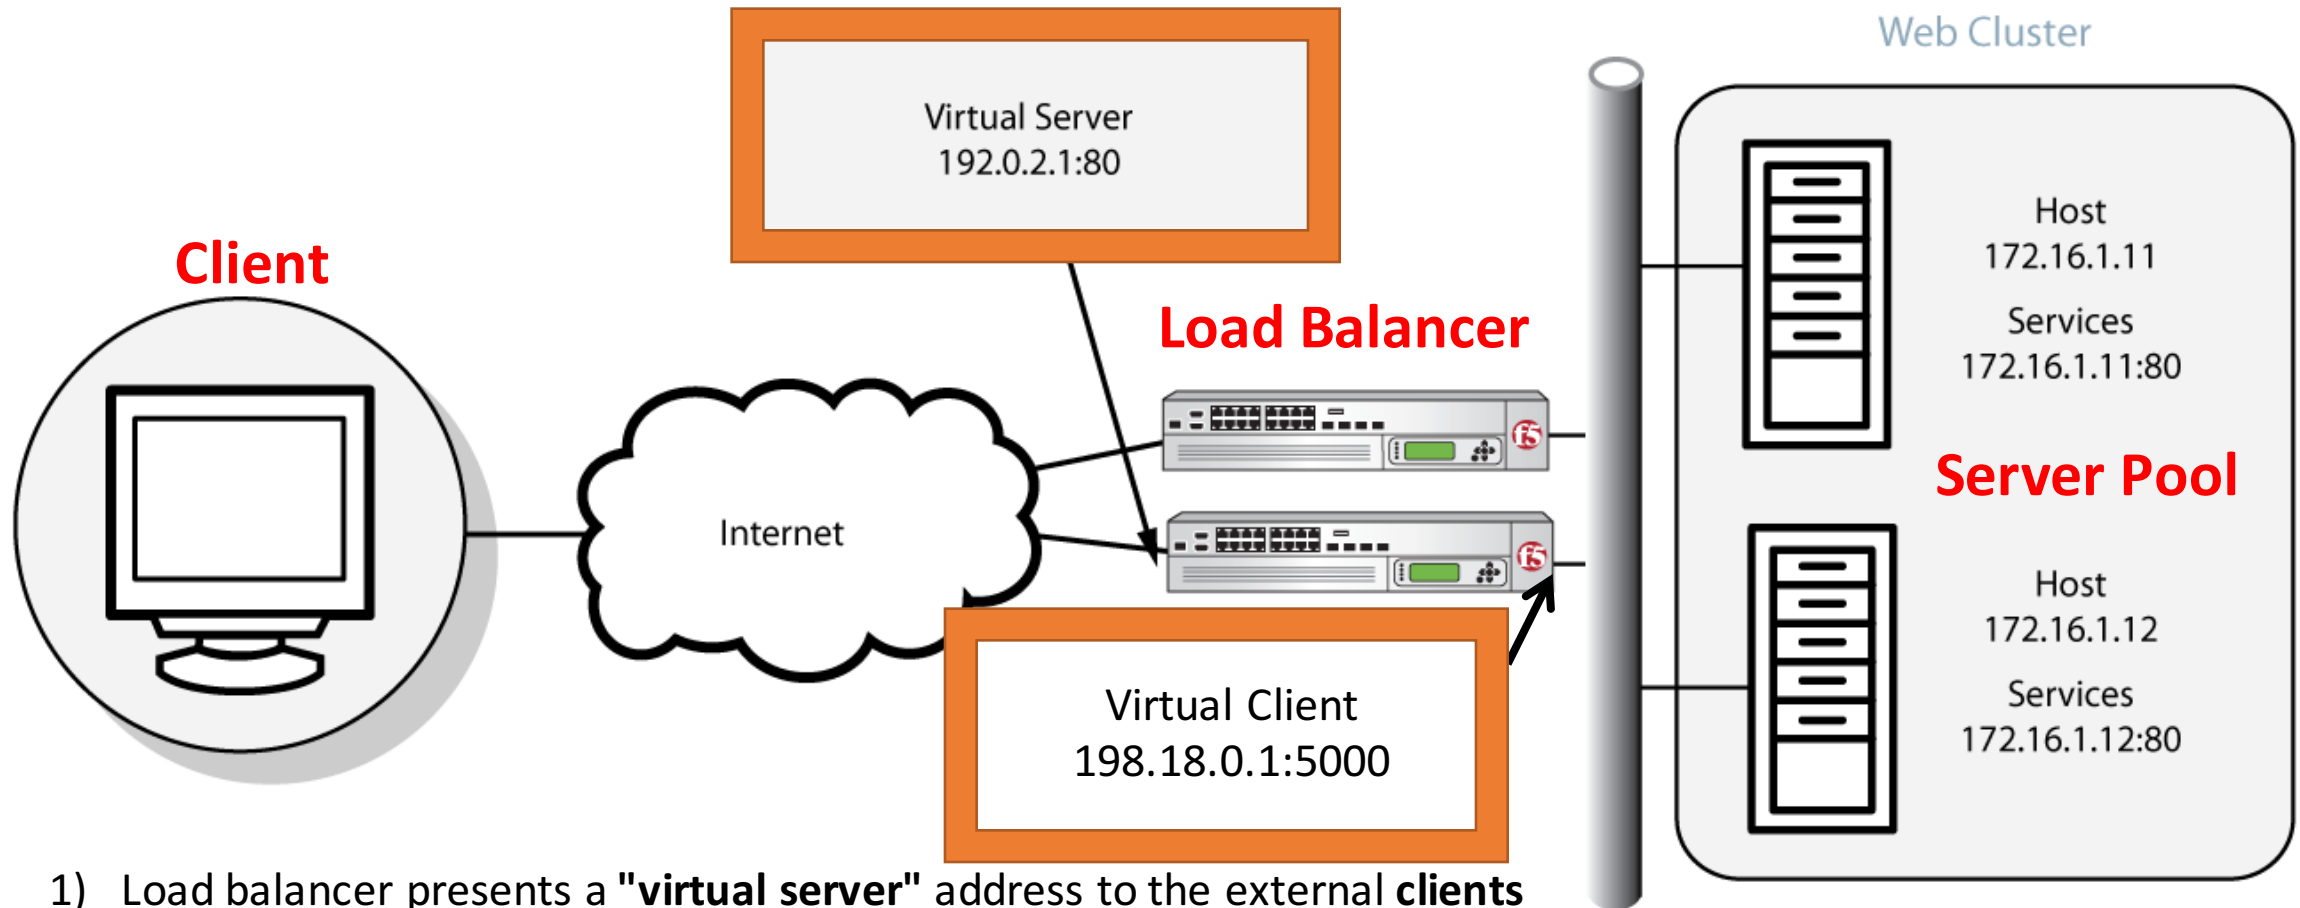 Web Cluster
Virtual Server
192.0.2.1:80
Client
Load Balancer
Host
172.16.1.11
Services
172.16.1.11:80
f5
Server Pool
Internet
f5
Host
172.16.1.12
Services
172.16.1.12:80
Virtual Client
198.18.0.1:5000
1) Load balancer presents a "virtual server" address to the external clients